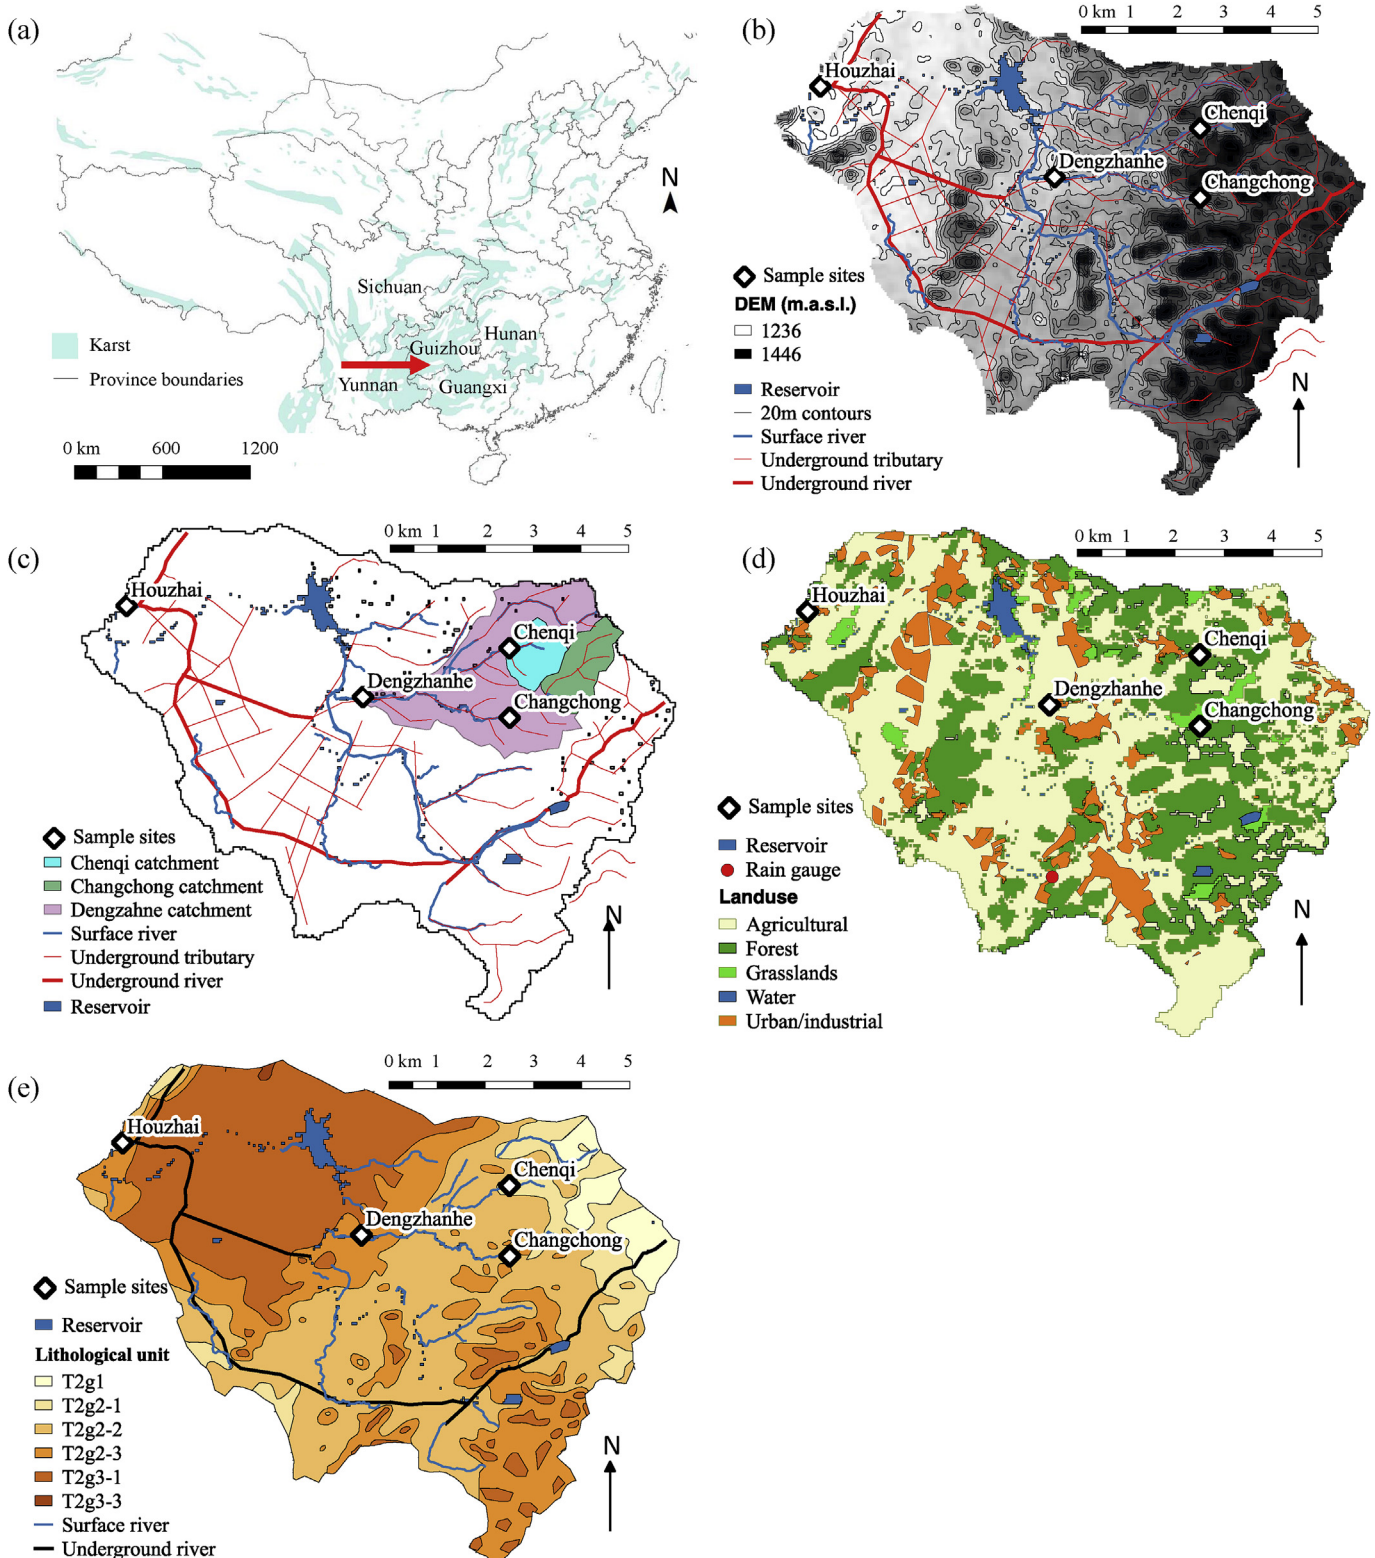 (a)
N
Sichuan
Hunan
Guizhou
Yunnan
Guangxi
Karst
Province boundaries
0 km 600 1200
(b)
0 km 1 2 3 4 5
Houzhai
Chenqi
Dengzhanhe
Changchong
Sample sites
DEM (m.a.s.l.)
1236
1446
Reservoir
20m contours
Surface river
Underground tributary
Underground river
N
(c)
0 km 1 2 3 4 5
Houzhai
Chenqi
Dengzhanhe
Changchong
Sample sites
Chenqi catchment
Changchong catchment
Dengzahne catchment
Surface river
Underground tributary
Underground river
Reservoir
N
(d)
0 km 1 2 3 4 5
Houzhai
Chenqi
Dengzhanhe
Changchong
Sample sites
Reservoir
Rain gauge
Landuse
Agricultural
Forest
Grasslands
Water
Urban/industrial
N
(e)
0 km 1 2 3 4 5
Houzhai
Chenqi
Dengzhanhe
Changchong
Sample sites
Reservoir
Lithological unit
T2g1
T2g2-1
T2g2-2
T2g2-3
T2g3-1
T2g3-3
Surface river
Underground river
N